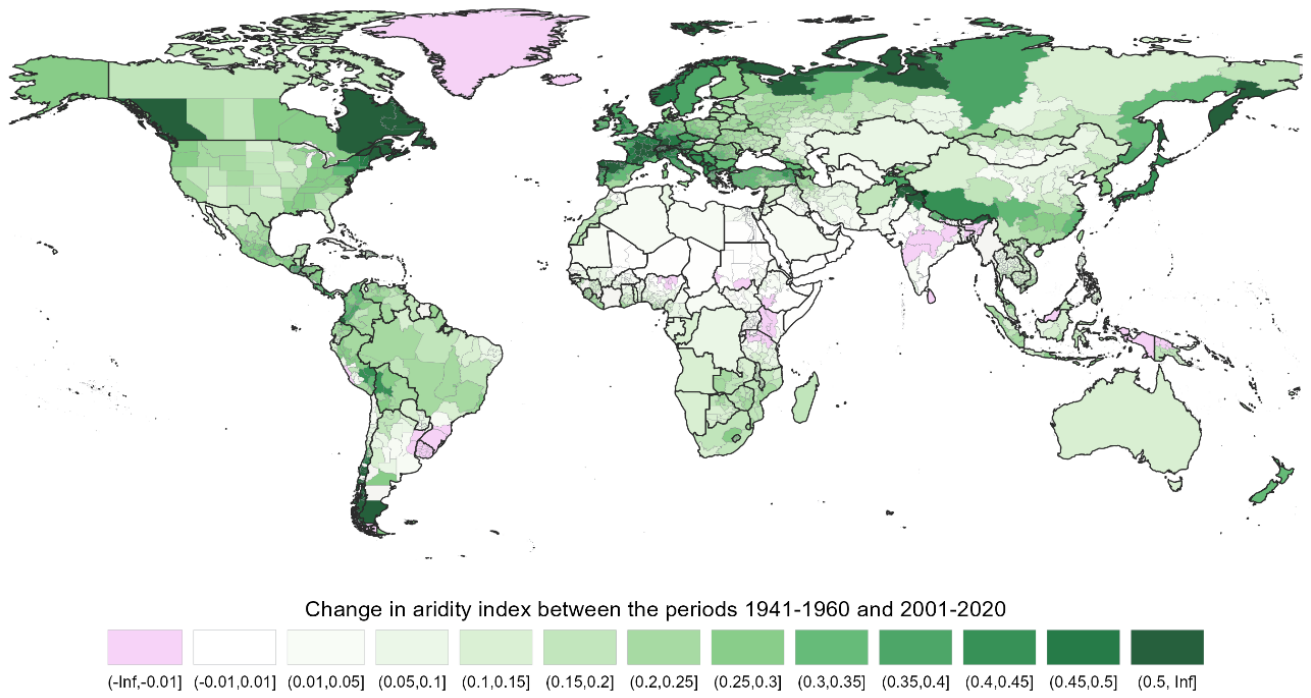 Change in aridity index between the periods 1941-1960 and 2001-2020
(-Inf,-0.01] (-0.01,0.01] (0.01,0.05] (0.05,0.1] (0.1,0.15] (0.15,0.2] (0.2,0.25] (0.25,0.3] (0.3,0.35] (0.35,0.4] (0.4,0.45] (0.45,0.5] (0.5, Inf]